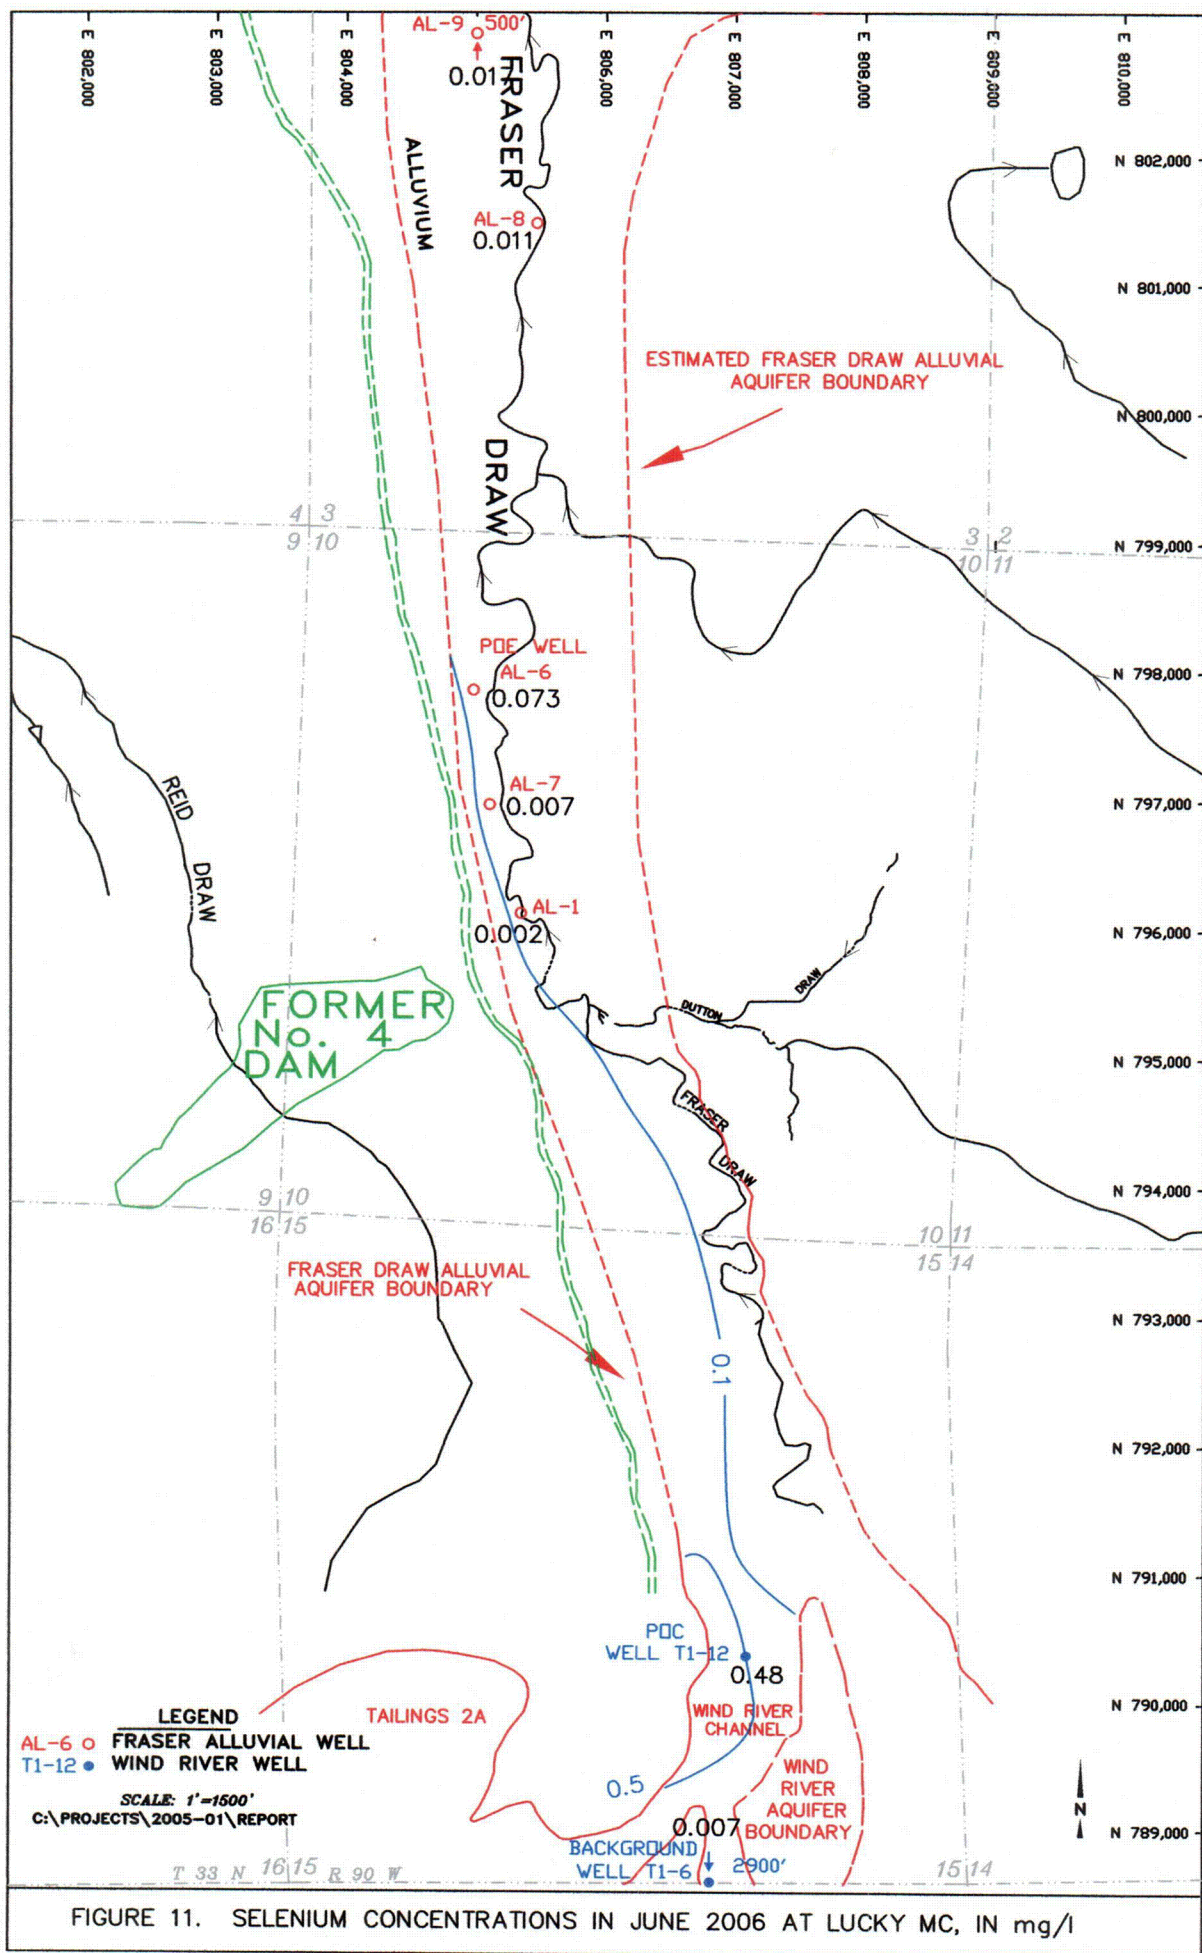 E 802,000
E 803,000
E 804,000
E 806,000
E 807,000
E 808,000
E 809,000
E 810,000
AL-9 500'
FRASER
ALLUVIUM
N 802,000
AL-8
0.011
N 801,000
ESTIMATED FRASER DRAW ALLUVIAL
AQUIFER BOUNDARY
N 800,000
DRAW
4 3
9 10
3 2
10 11
N 799,000
POE WELL
AL-6
0.073
N 798,000
REID
DRAW
AL-7
0.007
N 797,000
AL-1
0.002
N 796,000
DRAW
DUTTON
FORMER
No. 4
DAM
N 795,000
FRASER
DRAW
9 10
16 15
N 794,000
10 11
15 14
FRASER DRAW ALLUVIAL
AQUIFER BOUNDARY
N 793,000
0.1
N 792,000
N 791,000
POC
WELL T1-12
0.48
N 790,000
TAILINGS 2A
WIND RIVER
CHANNEL
LEGEND
AL-6 FRASER ALLUVIAL WELL
T1-12 WIND RIVER WELL
SCALE: 1'=1500'
C:\PROJECTS\2005-01\REPORT
0.5
WIND
RIVER
AQUIFER
BOUNDARY
N
N 789,000
0.007
BACKGROUND
WELL T1-6 2900'
T 33 N 16 15 R 90 W
15 14
FIGURE 11. SELENIUM CONCENTRATIONS IN JUNE 2006 AT LUCKY MC, IN mg/l